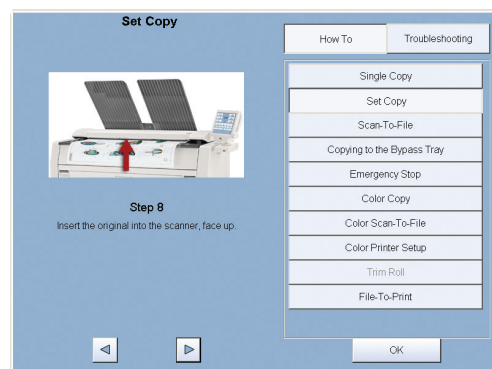 Set Copy
How To
Troubleshooting
Single Copy
Set Copy
Scan-To-File
Copying to the Bypass Tray
Emergency Stop
Color Copy
Color Scan-To-File
Color Printer Setup
Trim Roll
File-To-Print
Step 8
Insert the original into the scanner, face up.
OK